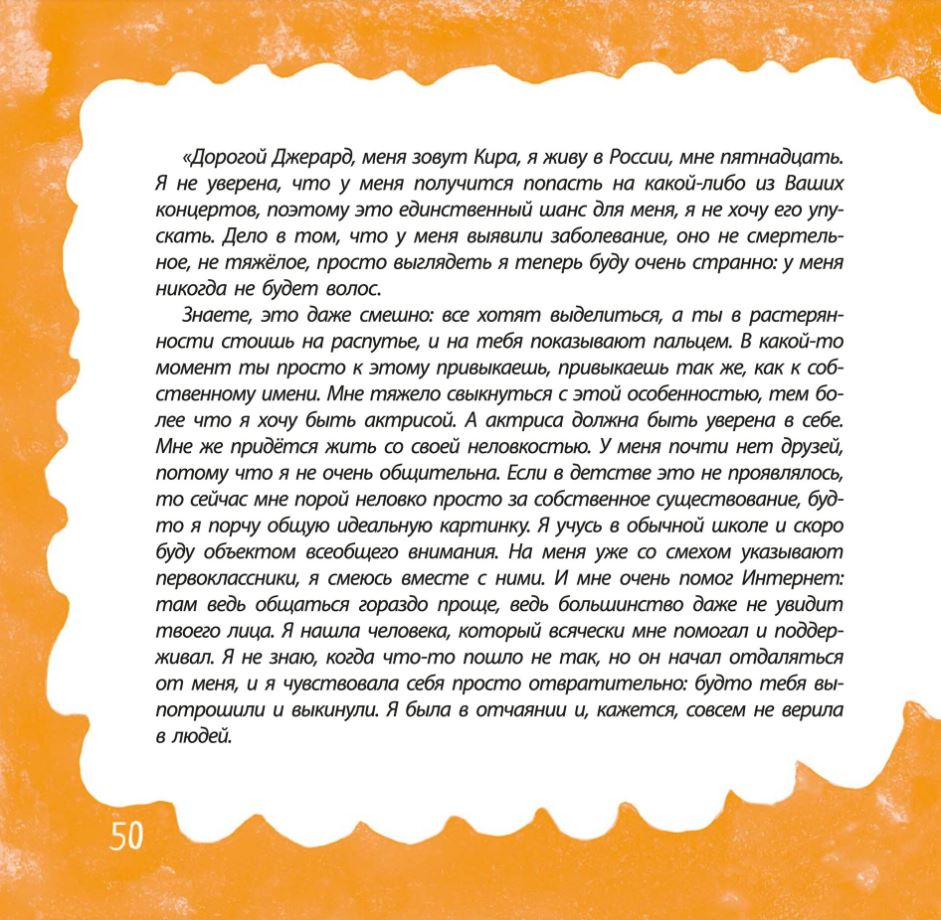 «Дорогой Джерард, меня зовут Кира, я живу в России, мне пятнадцать.
Я не уверена, что у меня получится попасть на какой-либо из Ваших
концертов, поэтому это единственный шанс для меня, я не хочу его упу-
скать. Дело в том, что у меня выявили заболевание, оно не смертель-
ное, не тяжёлое, просто выглядеть я теперь буду очень странно: у меня
никогда не будет волос.
Знаете, это даже смешно: все хотят выделиться, а ты в растерян-
ности стоишь на распутье, и на тебя показывают пальцем. В какой-то
момент ты просто к этому привыкаешь, привыкаешь так же, как к соб-
ственному имени. Мне тяжело свыкнуться с этой особенностью, тем бо-
лее что я хочу быть актрисой. А актриса должна быть уверена в себе.
Мне же придётся жить со своей неловкостью. У меня почти нет друзей,
потому что я не очень общительна. Если в детстве это не проявлялось,
то сейчас мне порой неловко просто за собственное существование, буд-
то я порчу общую идеальную картинку. Я учусь в обычной школе и скоро
буду объектом всеобщего внимания. На меня уже со смехом указывают
первоклассники, я смеюсь вместе с ними. И мне очень помог Интернет:
там ведь общаться гораздо проще, ведь большинство даже не увидит
твоего лица. Я нашла человека, который всячески мне помогал и поддер-
живал. Я не знаю, когда что-то пошло не так, но он начал отдаляться
от меня, и я чувствовала себя просто отвратительно: будто тебя вы-
потрошили и выкинули. Я была в отчаянии и, кажется, совсем не верила
в людей.
50